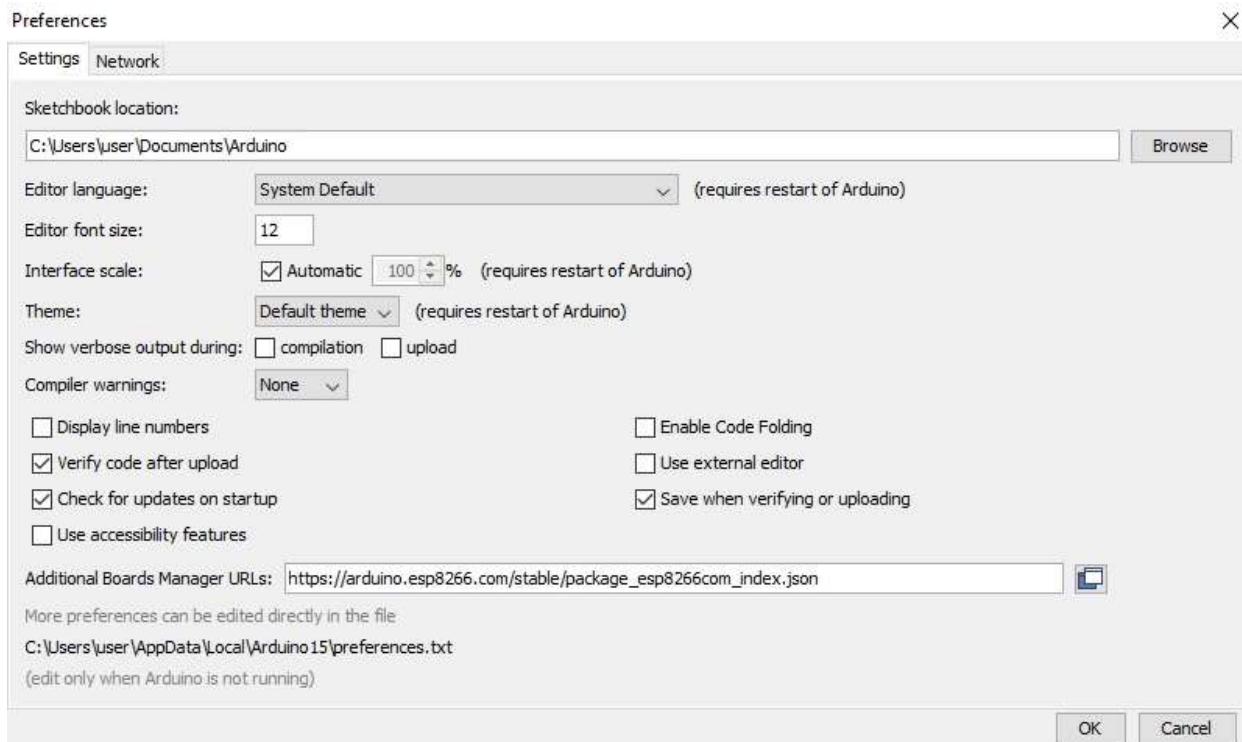 Preferences
Settings Network
Sketchbook location:
C:\Users\user\Documents\Arduino Browse
Editor language: System Default (requires restart of Arduino)
Editor font size: 12
Interface scale: Automatic 100 % (requires restart of Arduino)
Theme: Default theme (requires restart of Arduino)
Show verbose output during: compilation upload
Compiler warnings: None
Display line numbers Enable Code Folding
Verify code after upload Use external editor
Check for updates on startup Save when verifying or uploading
Use accessibility features
Additional Boards Manager URLs: https://arduino.esp8266.com/stable/package_esp8266com_index.json
More preferences can be edited directly in the file
C:\Users\user\AppData\Local\Arduino15\preferences.txt
(edit only when Arduino is not running)
OK Cancel